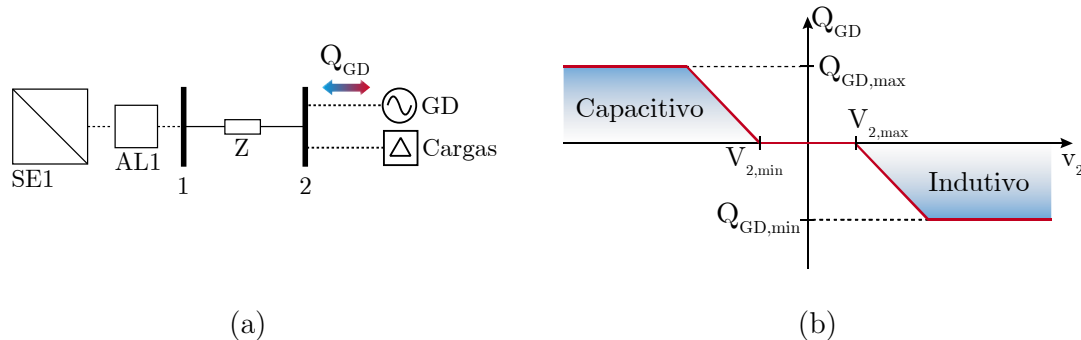 Q_GD
GD
SE1
AL1
1
Z
2
Cargas
(a)
Q_GD
Q_GD,max
Capacitivo
V_2,max
V_2,min
v_2
Indutivo
Q_GD,min
(b)